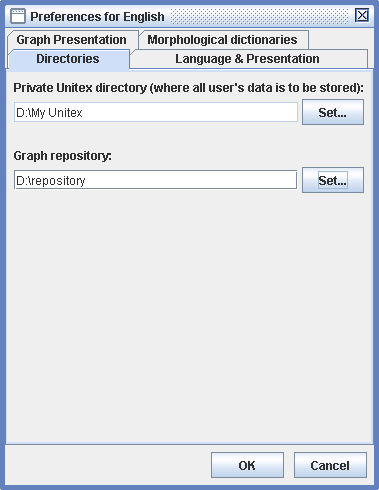 Preferences for English
Graph Presentation Morphological dictionaries
Directories Language & Presentation
Private Unitex directory (where all user's data is to be stored):
D:\My Unitex Set...
Graph repository:
D:\repository Set...
OK Cancel